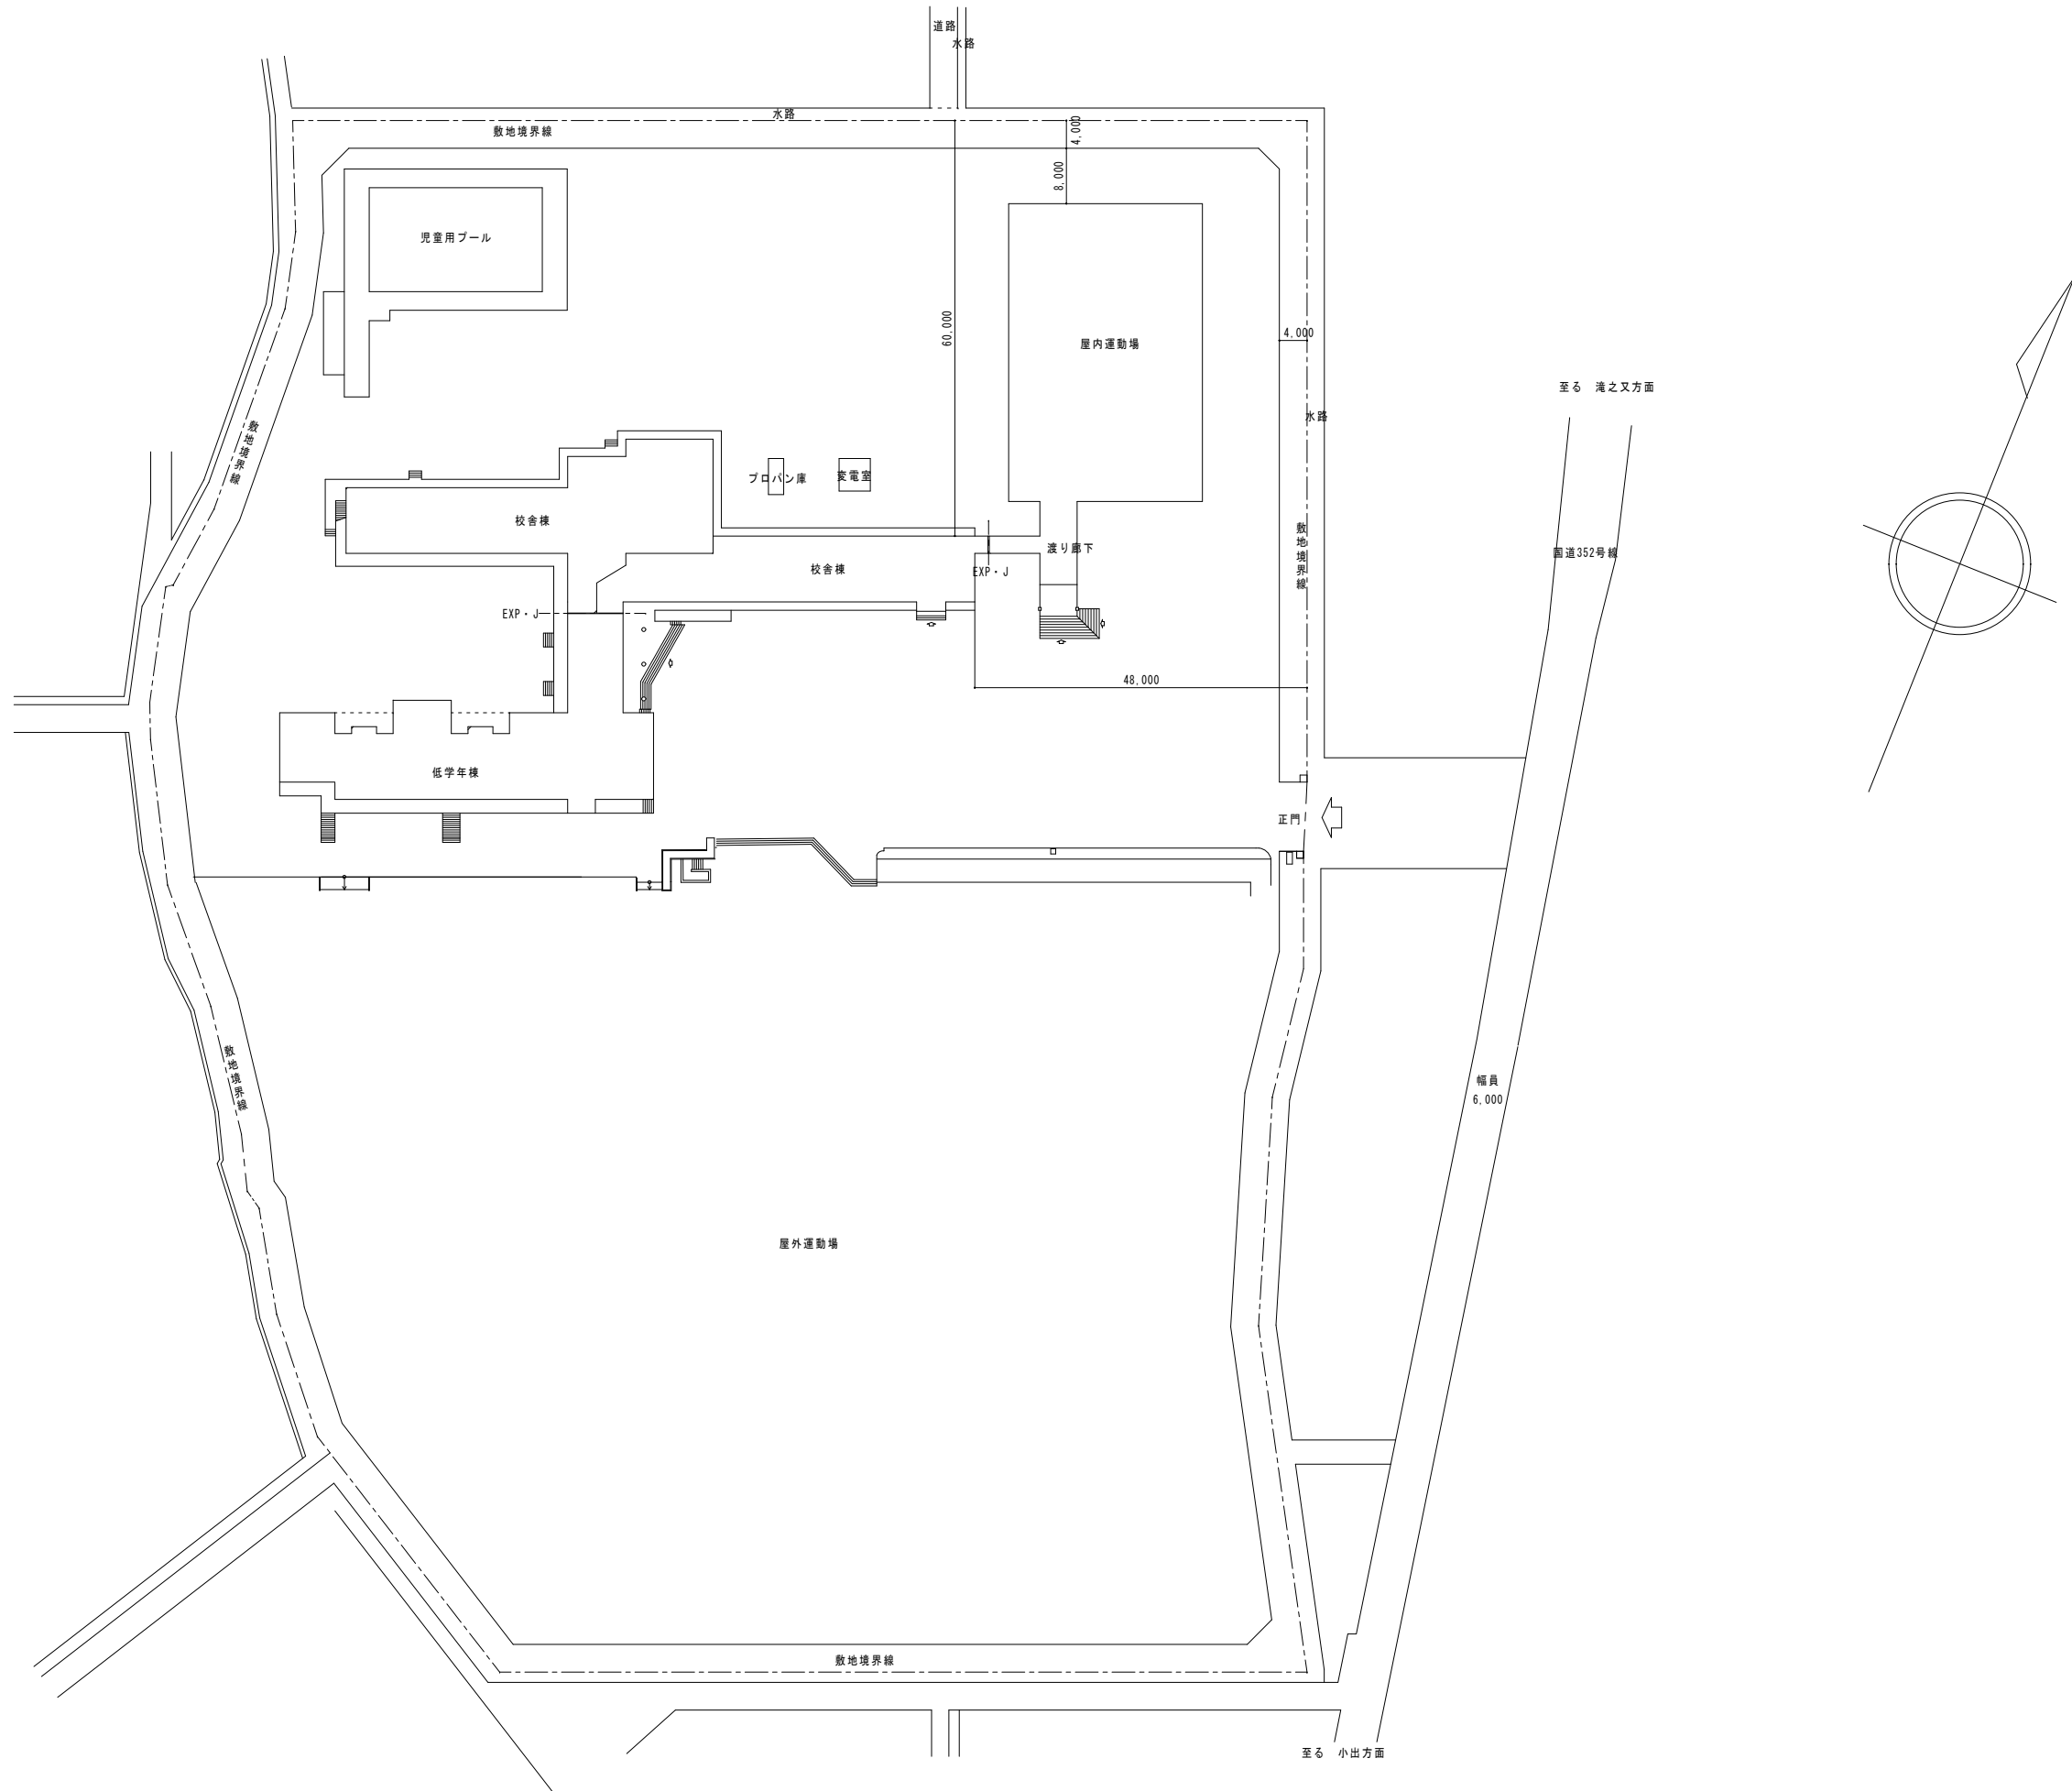 道路
水路
水路
敷地境界線
4,000
8,000
児童用プール
60,000
屋内運動場
4,000
至る　滝之又方面
水路
敷地境界線
プロパン庫
変電室
校舎棟
敷地境界線
渡り廊下
国道352号線
校舎棟
EXP・J
EXP・J
48,000
低学年棟
正門
敷地境界線
幅員
6,000
屋外運動場
敷地境界線
至る　小出方面